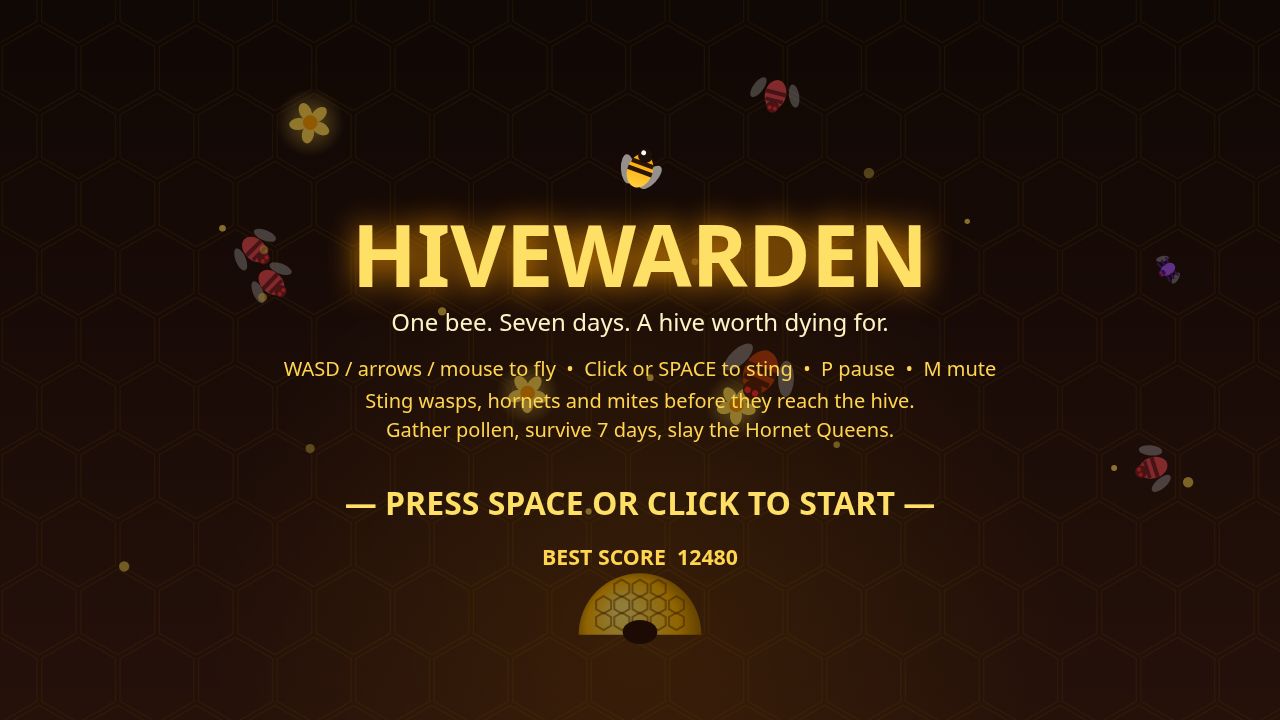 HIVEWARDEN
One bee. Seven days. A hive worth dying for.
WASD / arrows / mouse to fly • Click or SPACE to sting • P pause • M mute
Sting wasps, hornets and mites before they reach the hive.
Gather pollen, survive 7 days, slay the Hornet Queens.
— PRESS SPACE OR CLICK TO START —
BEST SCORE 12480